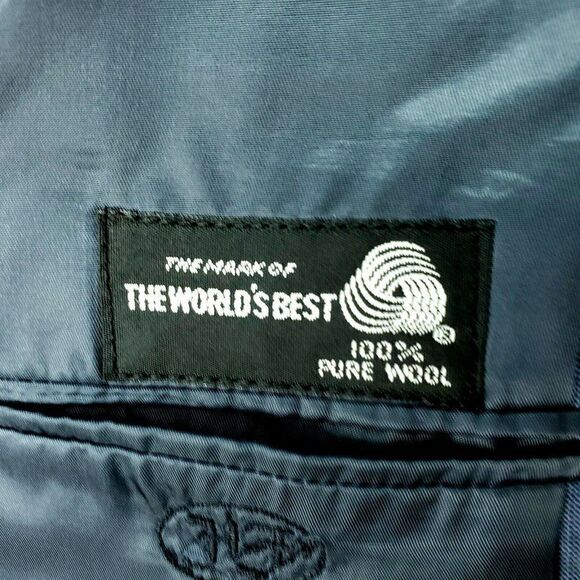 THE MARK OF
THE WORLD'S BEST
®
100%
PURE WOOL